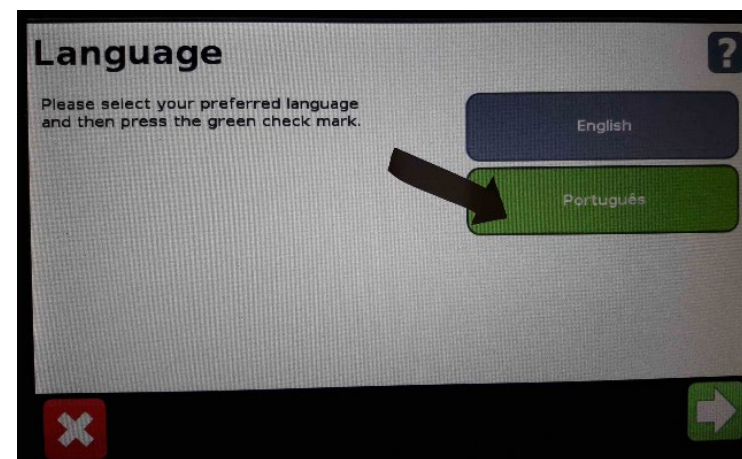 Language
?
Please select your preferred language
and then press the green check mark.
English
Português